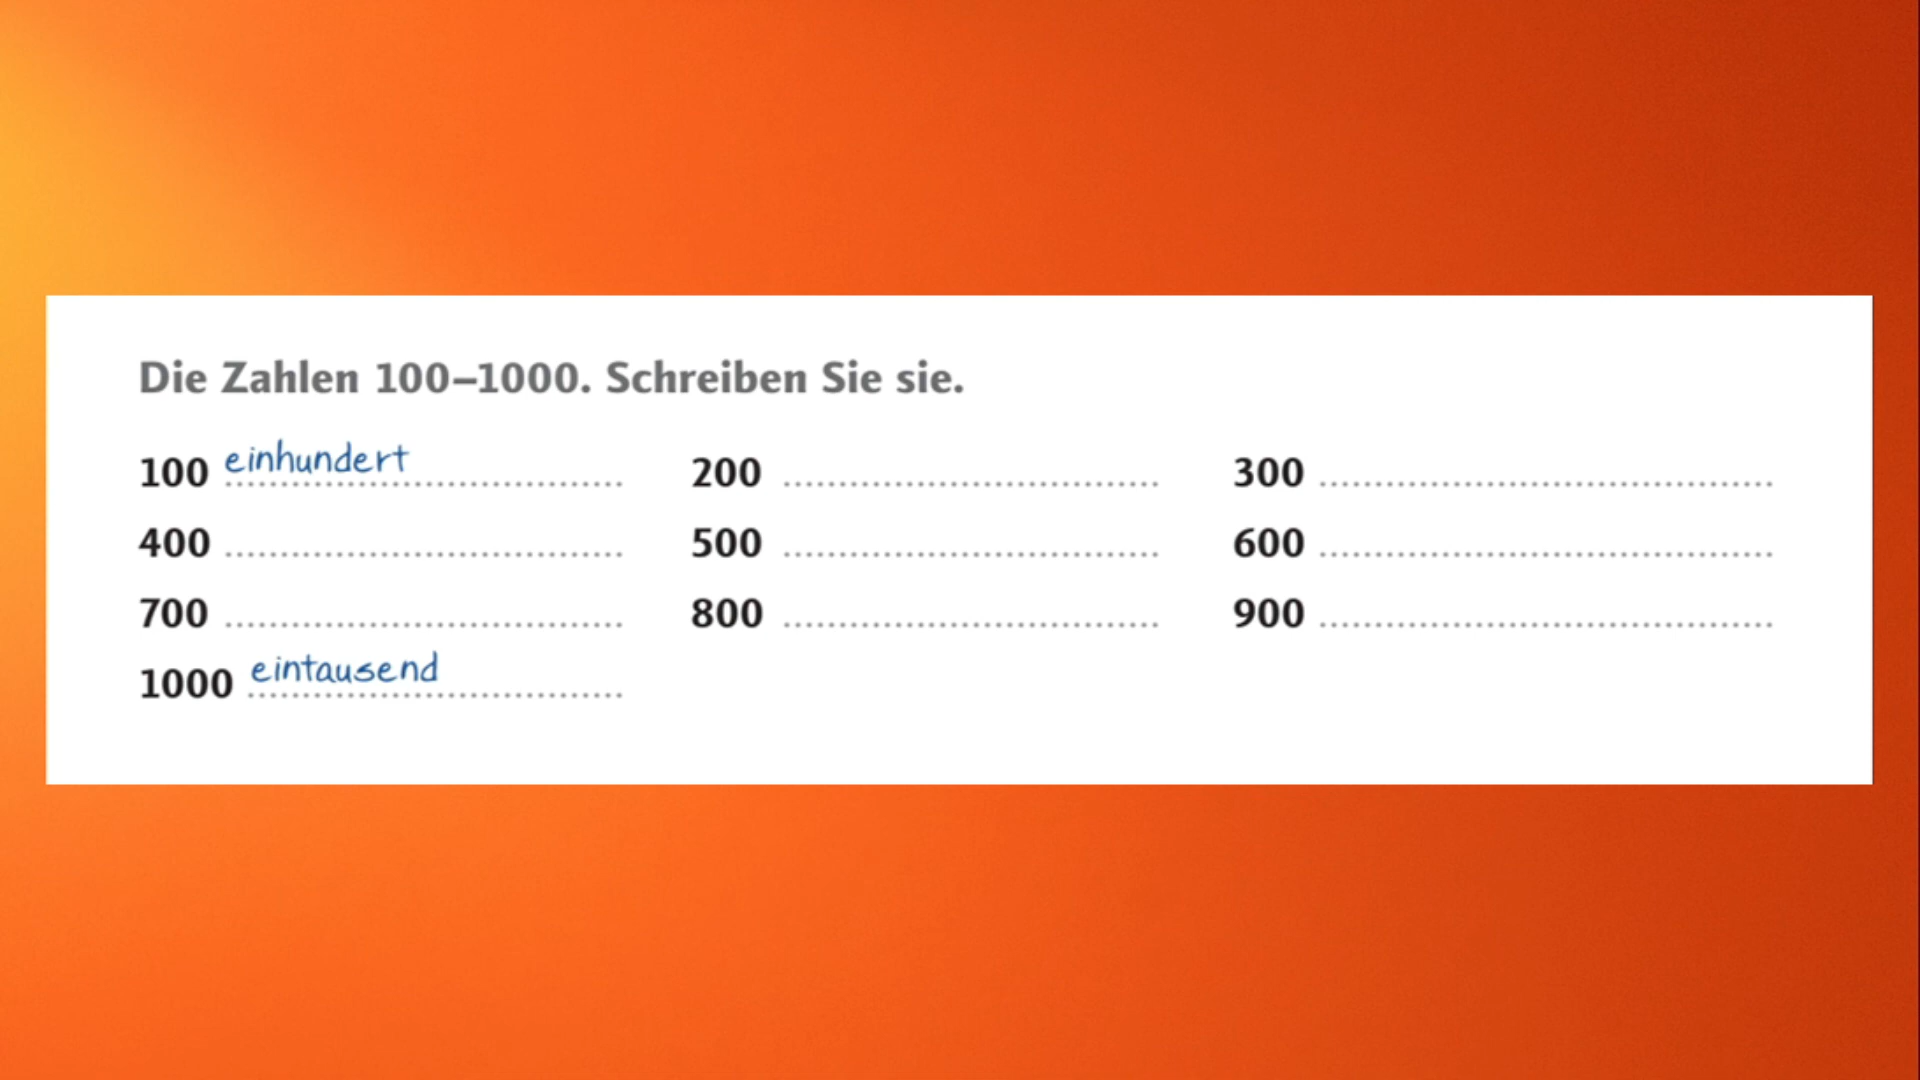 Die Zahlen 100–1000. Schreiben Sie sie.
100 einhundert 200 300
400 500 600
700 800 900
1000 eintausend